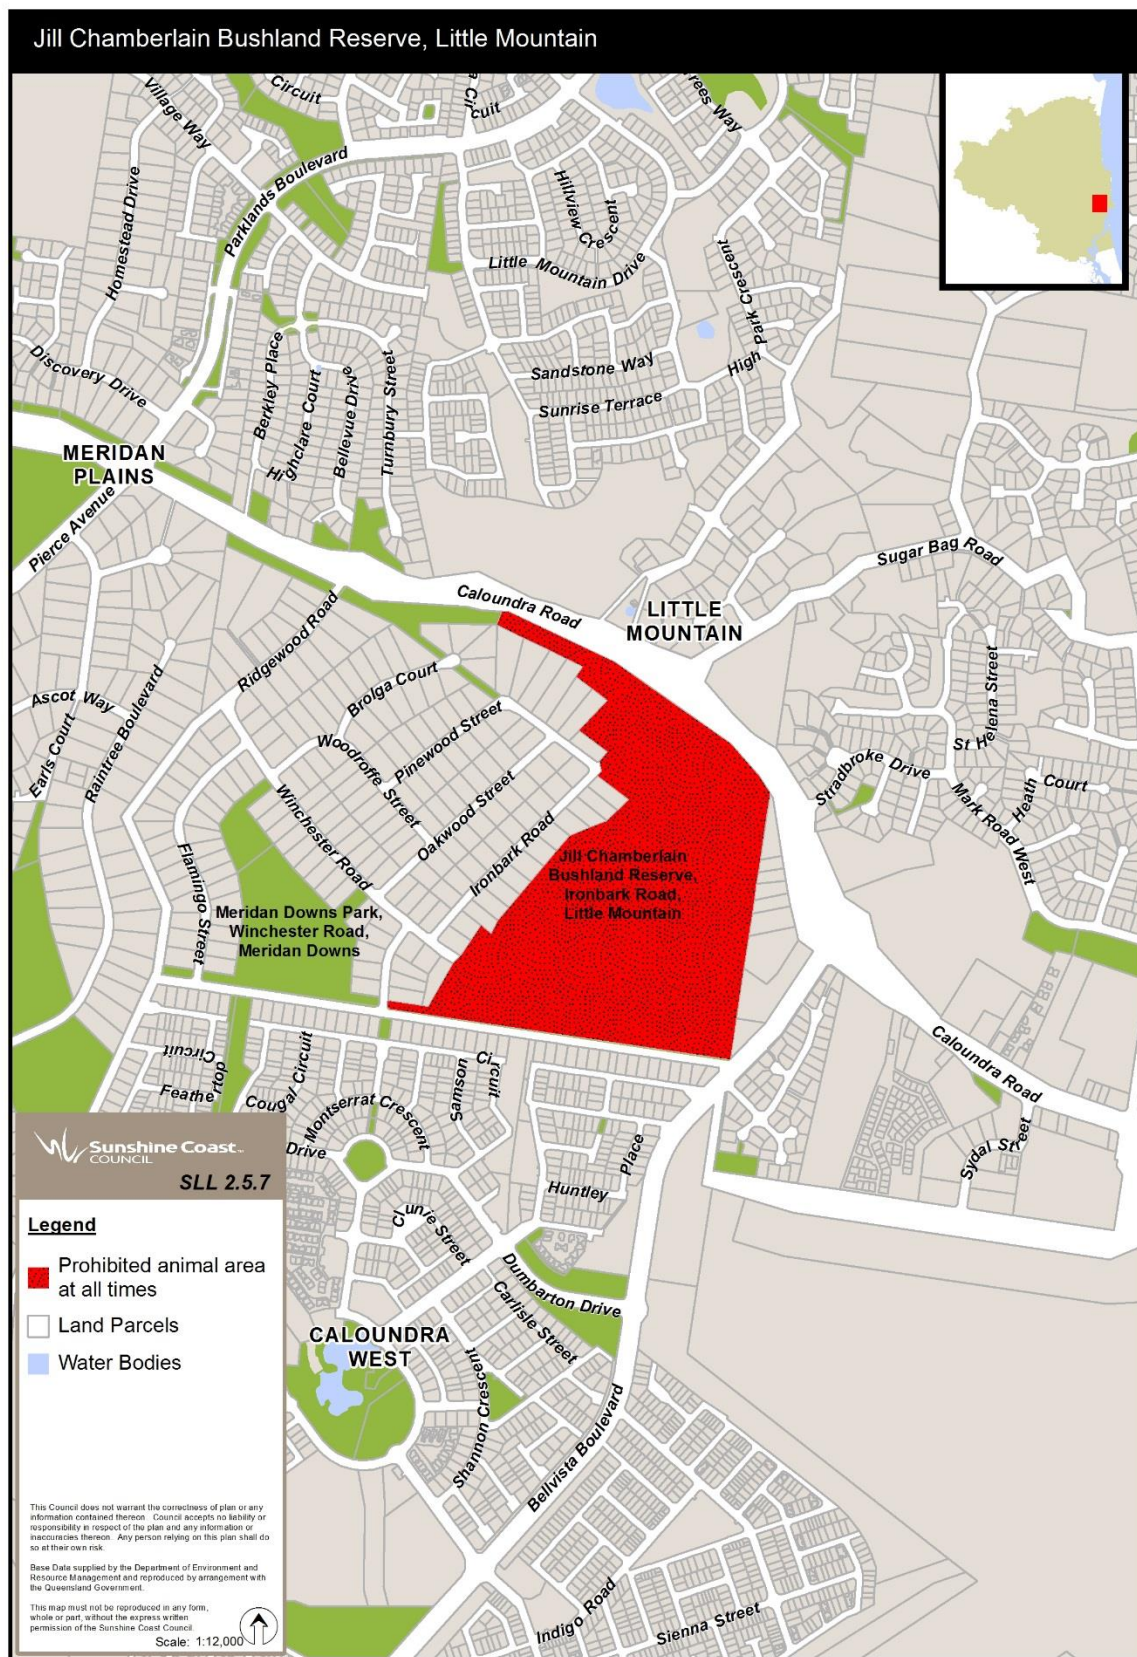 Jill Chamberlain Bushland Reserve, Little Mountain
Circuit
Village Way
Circuit
rees Way
Parklands Boulevard
Homestead Drive
Hillview Crescent
Little Mountain Drive
Park Crescent
High
Discovery Drive
Berkley Place
Highclare Court
Bellevue Drive
Turnbury Street
Sandstone Way
Sunrise Terrace
MERIDAN
PLAINS
Pierce Avenue
Sugar Bag Road
Caloundra Road
LITTLE
MOUNTAIN
Ridgewood Road
Brolga Court
Ascot Way
Earls Court
Raintree Boulevard
Pinewood Street
Woodroffe Street
St Helena Street
Stradbroke Drive
Heath Court
Mark Road West
Winchester Road
Oakwood Street
Ironbark Road
Flamingo Street
Jill Chamberlain
Bushland Reserve,
Ironbark Road,
Little Mountain
Meridan Downs Park,
Winchester Road,
Meridan Downs
Circuit
Feathertop
Cougal Circuit
Samson
Circuit
Caloundra Road
Montserrat Crescent
Drive
Place
Huntley
Sydal Street
Clunie Street
Dumbarton Drive
Carlisle Street
CALOUNDRA
WEST
Shannon Crescent
Bellvista Boulevard
Indigo Road
Sienna Street
Sunshine Coast
COUNCIL
SLL 2.5.7
Legend
Prohibited animal area
at all times
Land Parcels
Water Bodies
This Council does not warrant the correctness of plan or any
information contained thereon. Council accepts no liability or
responsibility in respect of the plan and any information or
inaccuracies thereon. Any person relying on this plan shall do
so at their own risk.
Base Data supplied by the Department of Environment and
Resource Management and reproduced by arrangement with
the Queensland Government.
This map must not be reproduced in any form,
whole or part, without the express written
permission of the Sunshine Coast Council.
Scale: 1:12,000